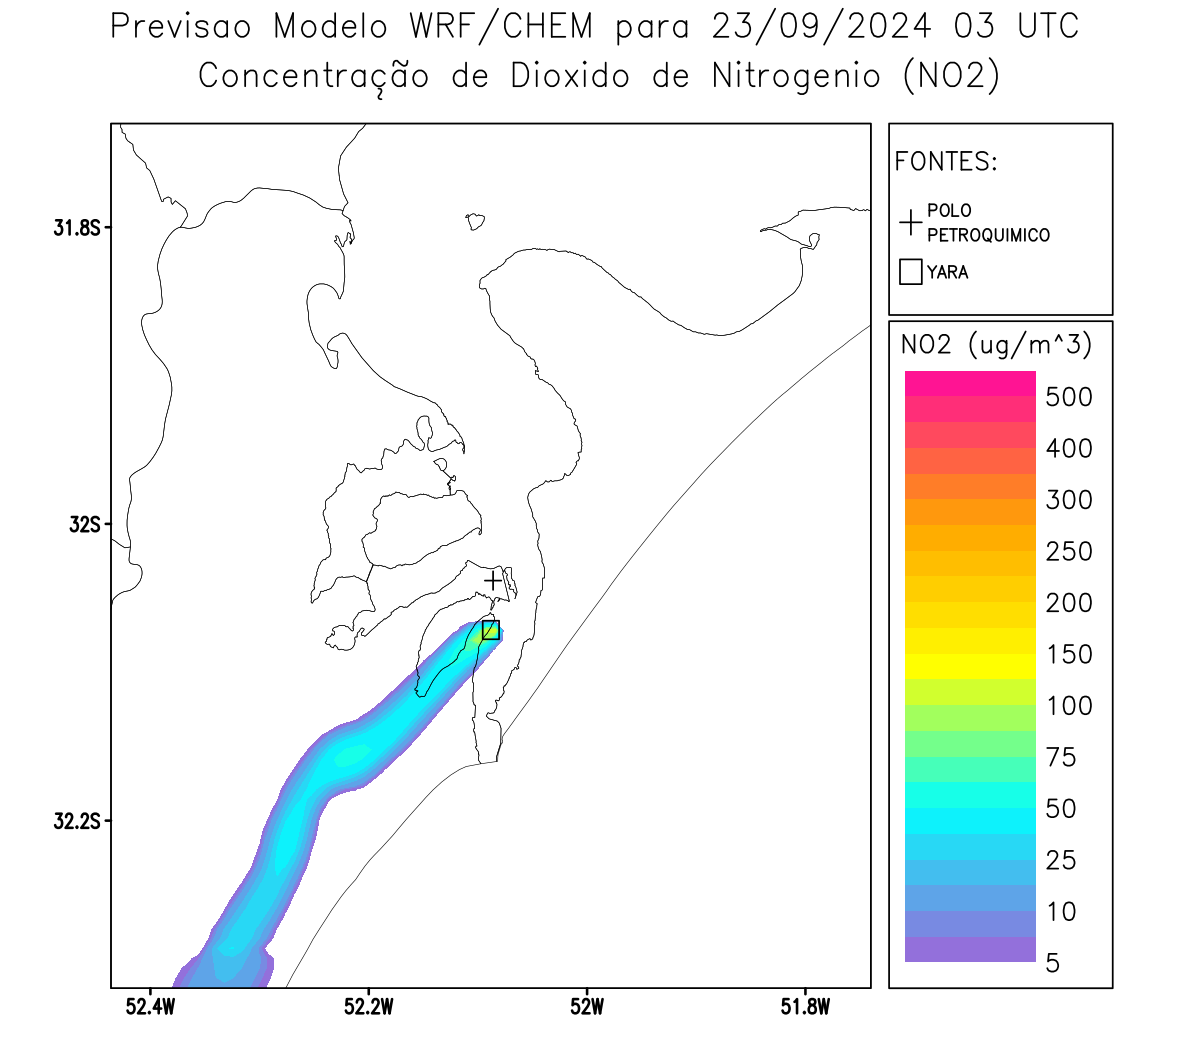 Previsao Modelo WRF/CHEM para 23/09/2024 03 UTC
Concentração de Dioxido de Nitrogenio (NO2)
FONTES:
POLO
PETROQUIMICO
YARA
NO2 (ug/m^3)
500
400
300
250
200
150
100
75
50
25
10
5
31.8S
32S
32.2S
52.4W
52.2W
52W
51.8W